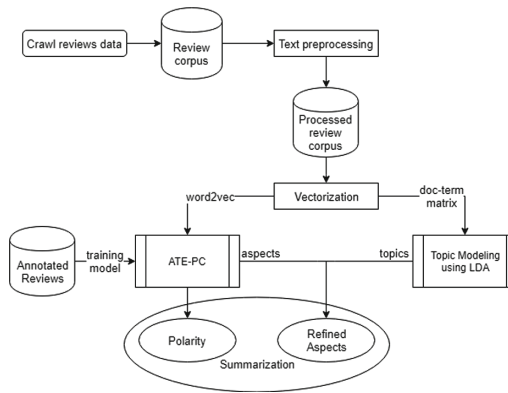 Crawl reviews data
Review
corpus
Text preprocessing
Processed
review
corpus
word2vec
Vectorization
doc-term
matrix
Annotated
Reviews
training
model
ATE-PC
aspects
topics
Topic Modeling
using LDA
Polarity
Refined
Aspects
Summarization